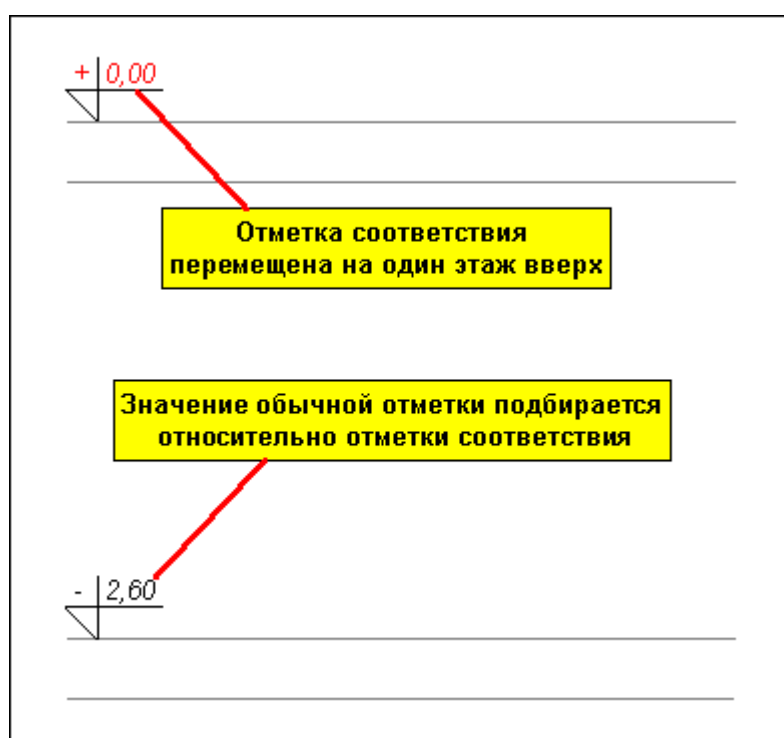 + 0,00
Отметка соответствия
перемещена на один этаж вверх
Значение обычной отметки подбирается
относительно отметки соответствия
- 2,60